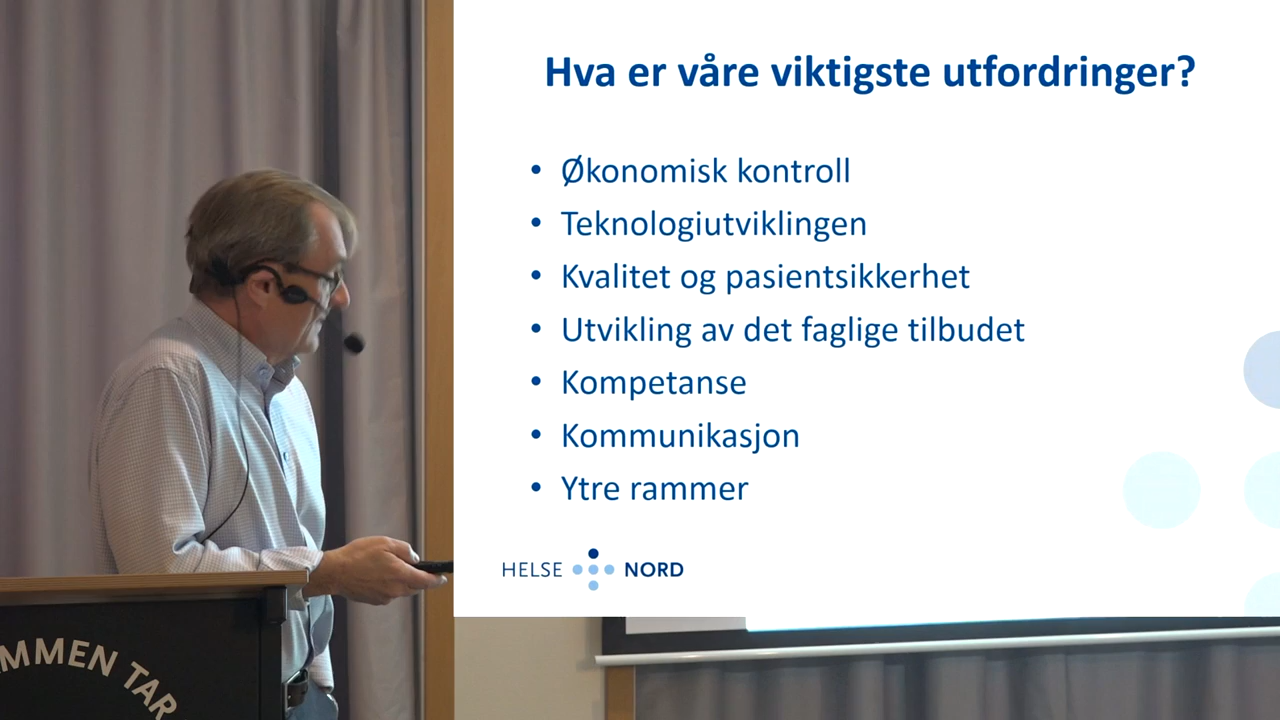 Hva er våre viktigste utfordringer?
• Økonomisk kontroll
• Teknologiutviklingen
• Kvalitet og pasientsikkerhet
• Utvikling av det faglige tilbudet
• Kompetanse
• Kommunikasjon
• Ytre rammer
HELSE NORD
MMEN TAR